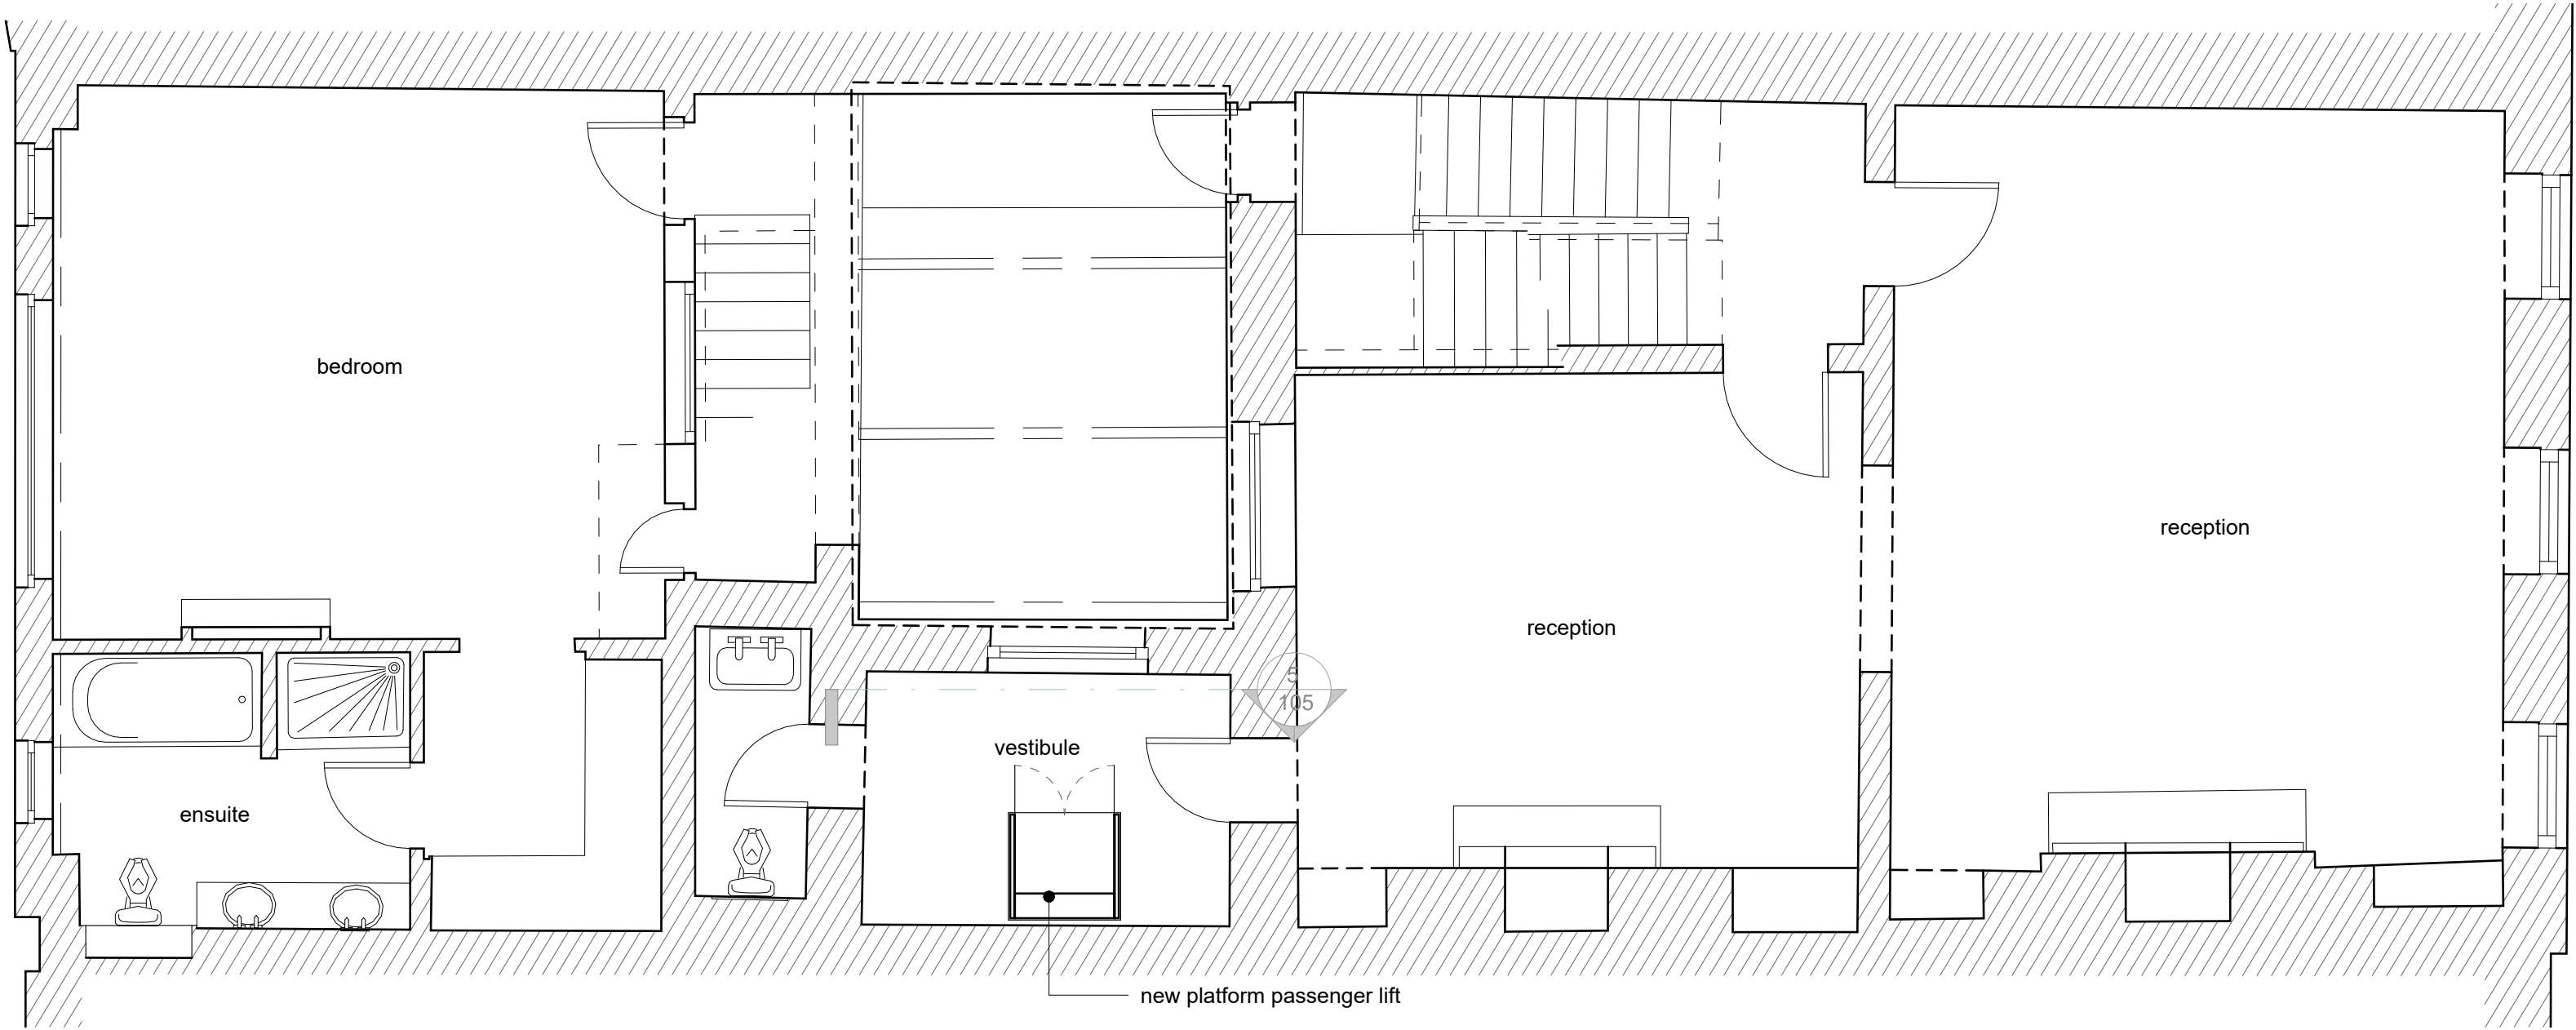 bedroom
reception
reception
5
105
vestibule
ensuite
new platform passenger lift